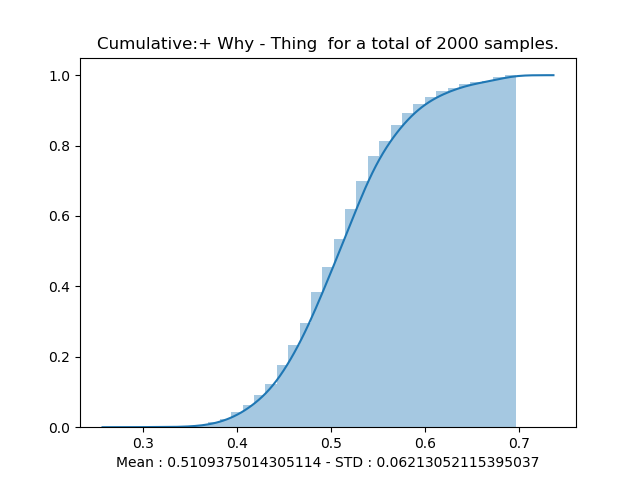 Cumulative:+ Why - Thing  for a total of 2000 samples.
1.0
0.8
0.6
0.4
0.2
0.0
0.3 0.4 0.5 0.6 0.7
Mean : 0.5109375014305114 - STD : 0.06213052115395037